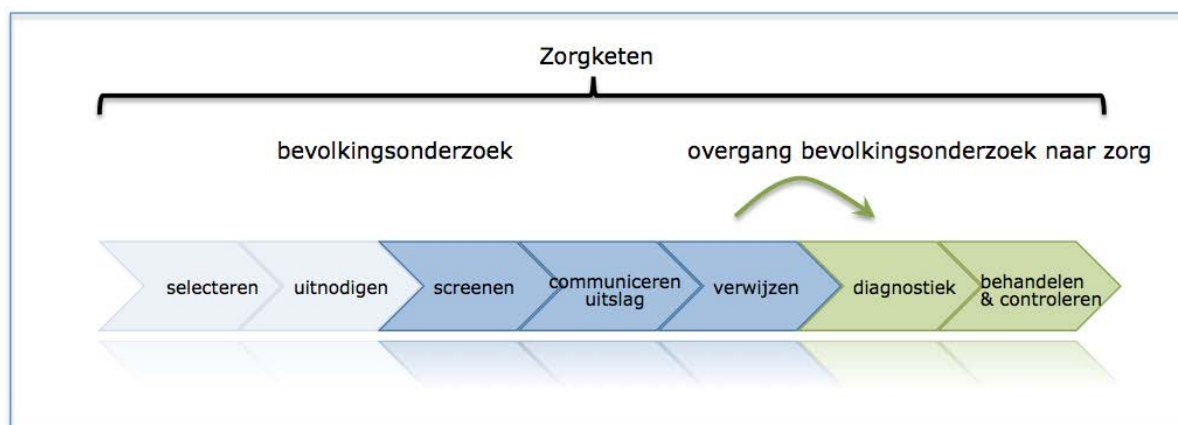 Zorgketen
bevolkingsonderzoek
overgang bevolkingsonderzoek naar zorg
selecteren
uitnodigen
screenen
communiceren
uitslag
verwijzen
diagnostiek
behandelen
& controleren